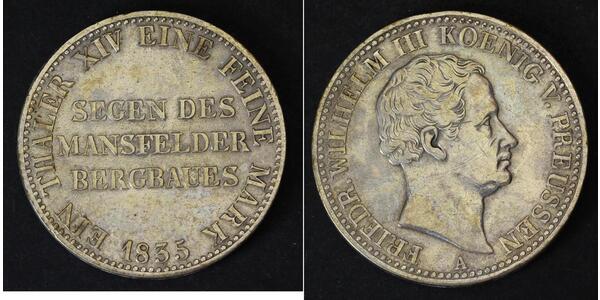 EIN THALER XIV EINE FEINE MARK
SEGEN DES
MANSFELDER
BERGBAUES
1835
FRIEDR. WILHELM III KOENIG V. PREUSSEN
A